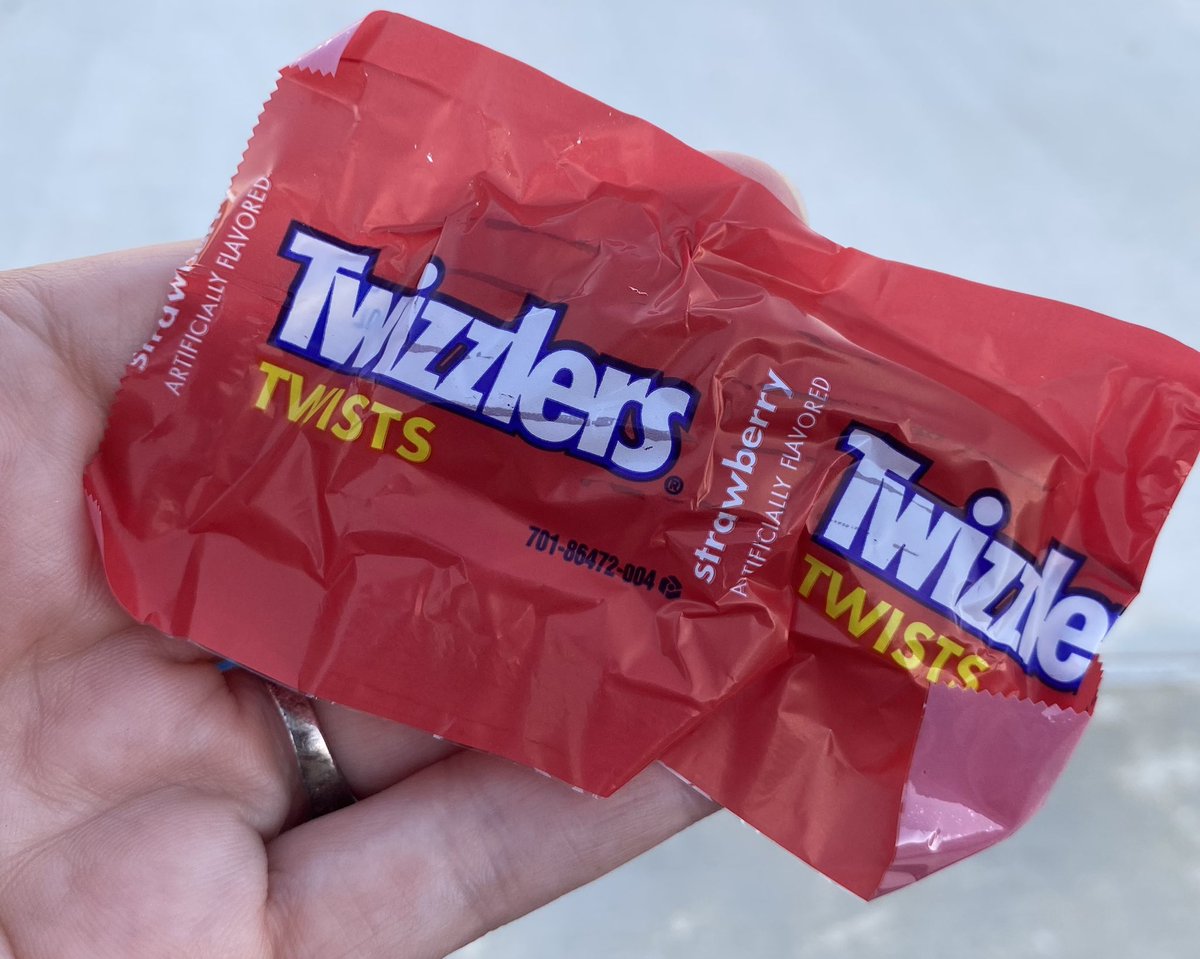 ARTIFICIALLY FLAVORED
Twizzlers®
TWISTS
701-86472-004
strawberry
ARTIFICIALLY FLAVORED
Twizzle
TWISTS